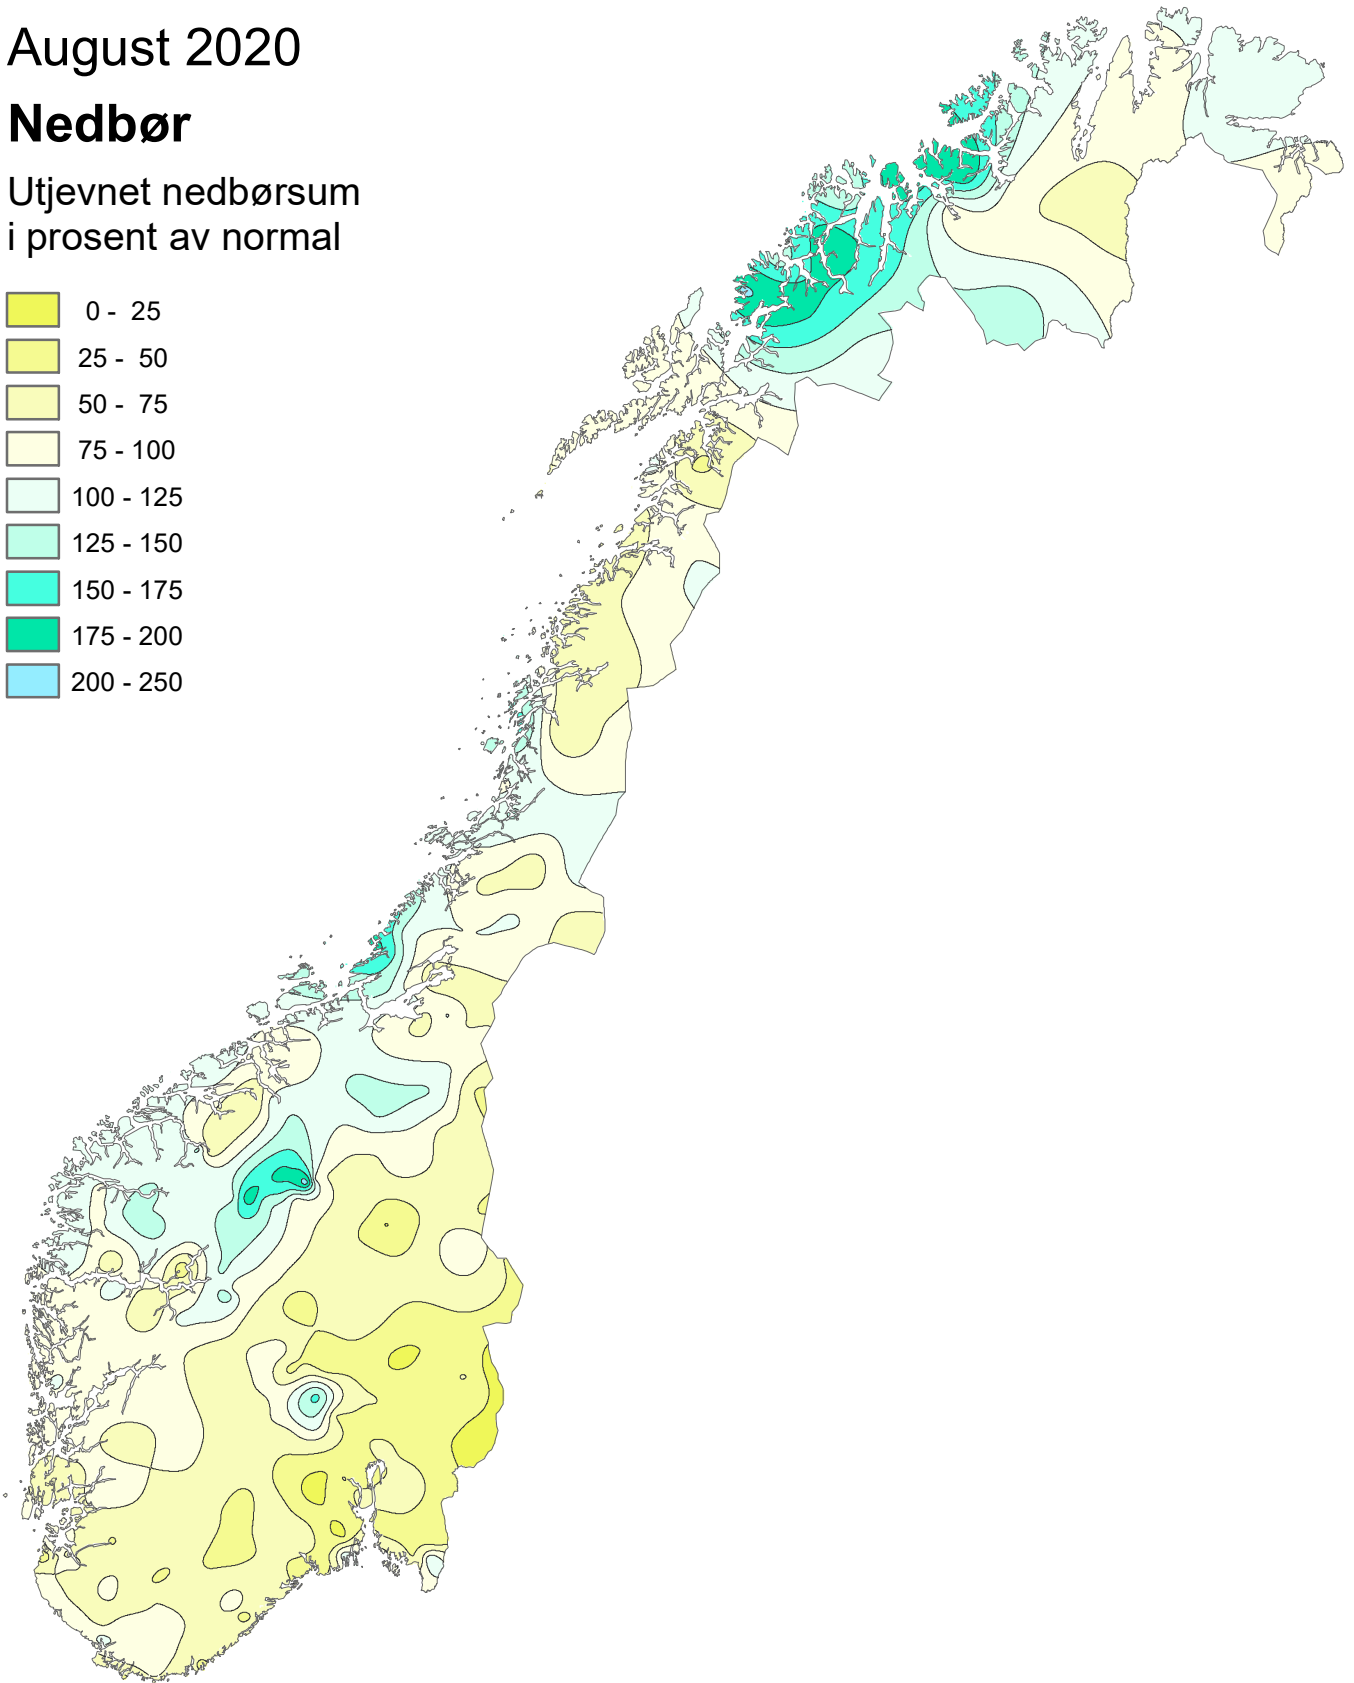 August 2020
Nedbør
Utjevnet nedbørsum
i prosent av normal
0 - 25
25 - 50
50 - 75
75 - 100
100 - 125
125 - 150
150 - 175
175 - 200
200 - 250